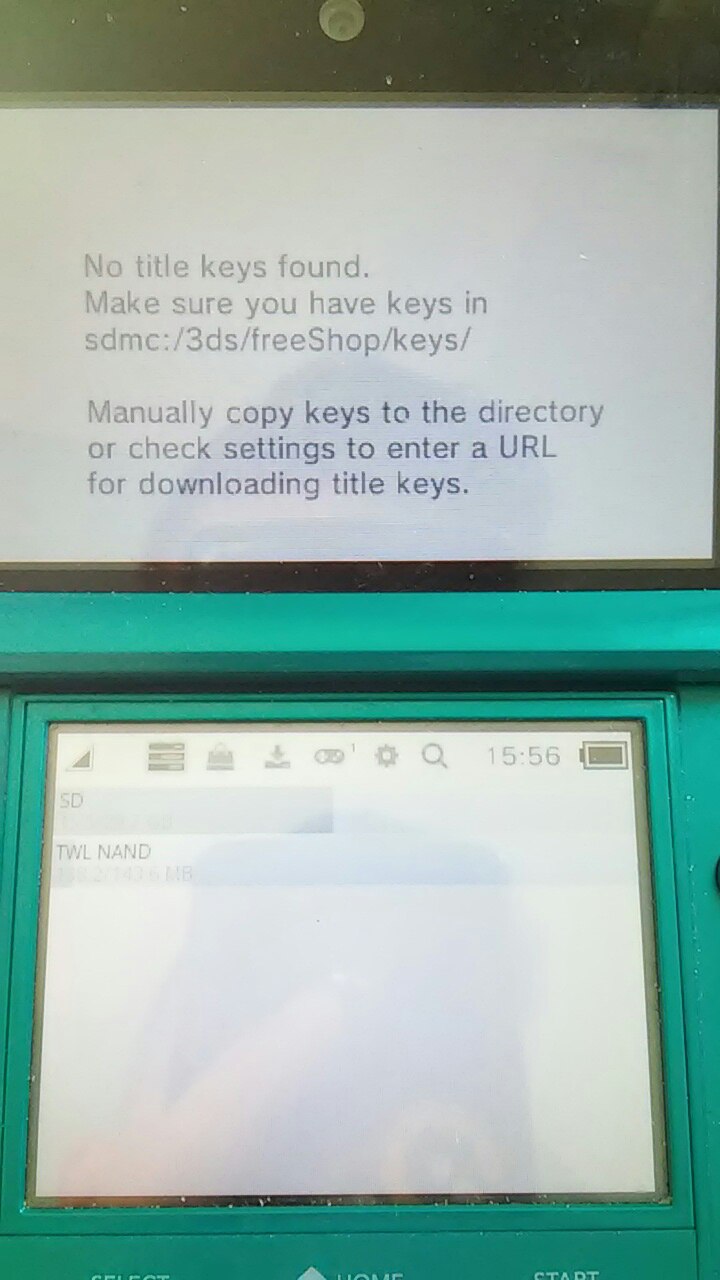 No title keys found.
Make sure you have keys in
sdmc:/3ds/freeShop/keys/
Manually copy keys to the directory
or check settings to enter a URL
for downloading title keys.
1
15:56
SD
TWL NAND
MB
SELECT
HOME
START